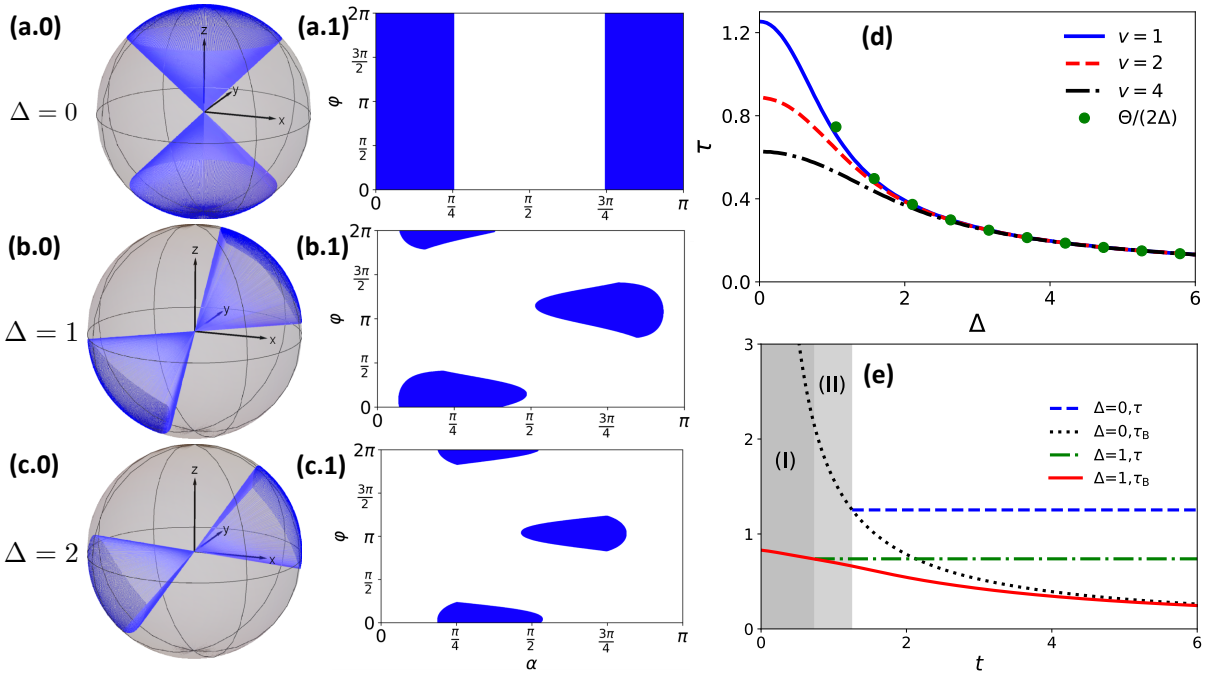 (a.0)
Δ = 0
z
y
x
(a.1)
2π
3π/2
φ
π
π/2
0
0
π/4
π/2
3π/4
π
(b.0)
Δ = 1
z
y
x
(b.1)
2π
3π/2
φ
π
π/2
0
0
π/4
π/2
3π/4
π
(c.0)
Δ = 2
z
y
x
(c.1)
2π
3π/2
φ
π
π/2
0
0
π/4
π/2
3π/4
π
α
(d)
1.2
0.8
τ
0.4
0.0
0
2
4
6
Δ
v = 1
v = 2
v = 4
Θ/(2Δ)
(e)
3
2
1
0
(I)
(II)
Δ=0,τ
Δ=0,τ_B
Δ=1,τ
Δ=1,τ_B
0
2
4
6
t